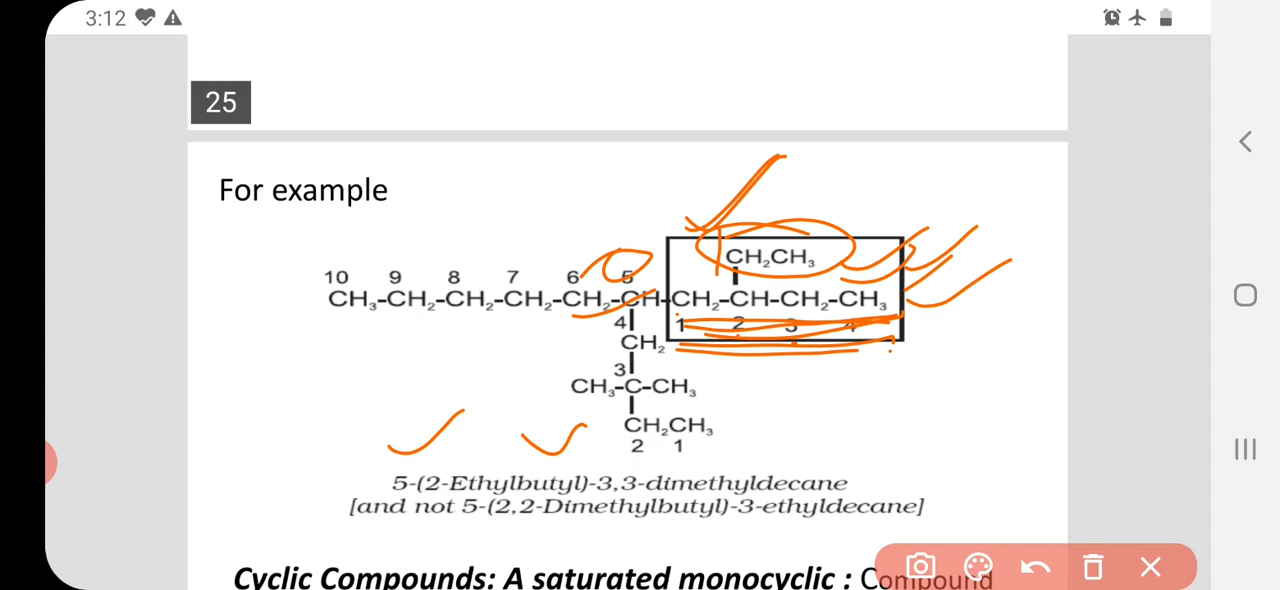 3:12
25
For example
CH₂CH₃
10 9 8 7 6 5
CH₃-CH₂-CH₂-CH₂-CH₂-CH-CH₂-CH-CH₂-CH₃
4 1 2 3 4
CH₂
3
CH₃-C-CH₃
CH₂CH₃
2 1
5-(2-Ethylbutyl)-3,3-dimethyldecane
[and not 5-(2,2-Dimethylbutyl)-3-ethyldecane]
Cyclic Compounds: A saturated monocyclic : Compound